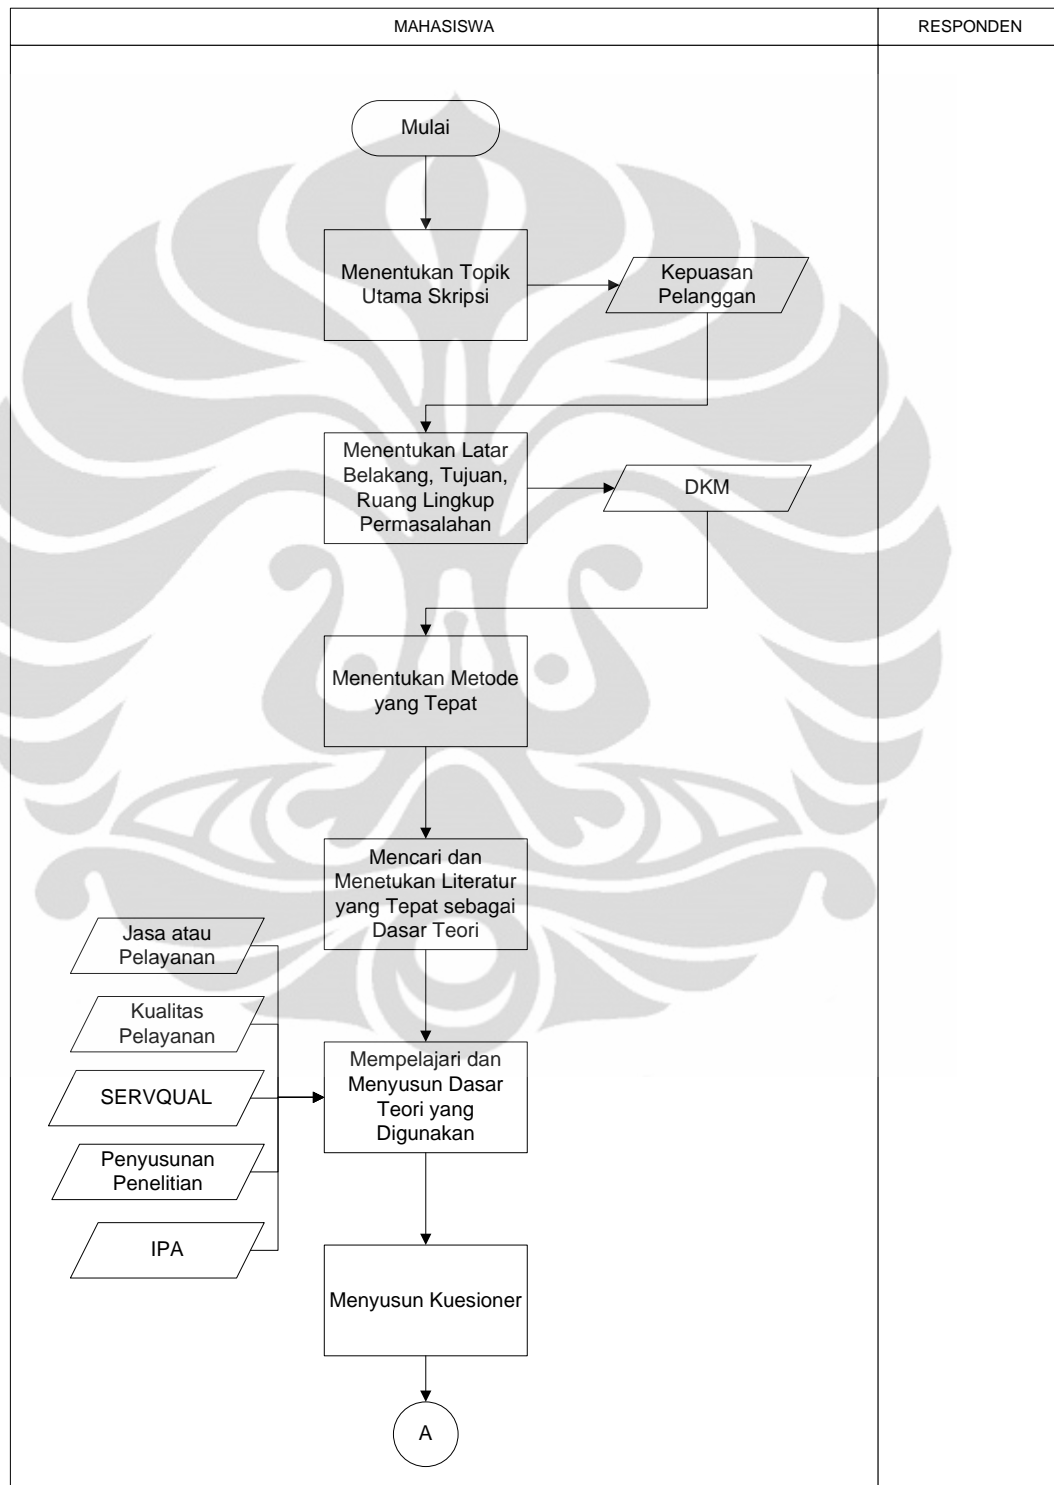 MAHASISWA
RESPONDEN
Mulai
Menentukan Topik
Utama Skripsi
Kepuasan
Pelanggan
Menentukan Latar
Belakang, Tujuan,
Ruang Lingkup
Permasalahan
DKM
Menentukan Metode
yang Tepat
Mencari dan
Menetukan Literatur
yang Tepat sebagai
Dasar Teori
Jasa atau
Pelayanan
Kualitas
Pelayanan
SERVQUAL
Penyusunan
Penelitian
IPA
Mempelajari dan
Menyusun Dasar
Teori yang
Digunakan
Menyusun Kuesioner
A